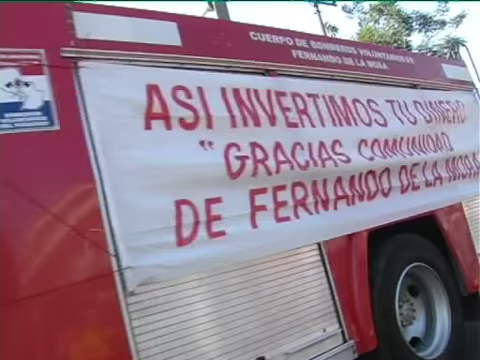 CUERPO DE BOMBEROS VOLUNTARIOS DE
FERNANDO DE LA MORA
ASI INVERTIMOS TU DINERO
"GRACIAS COMUNIDAD
DE FERNANDO DE LA MORA